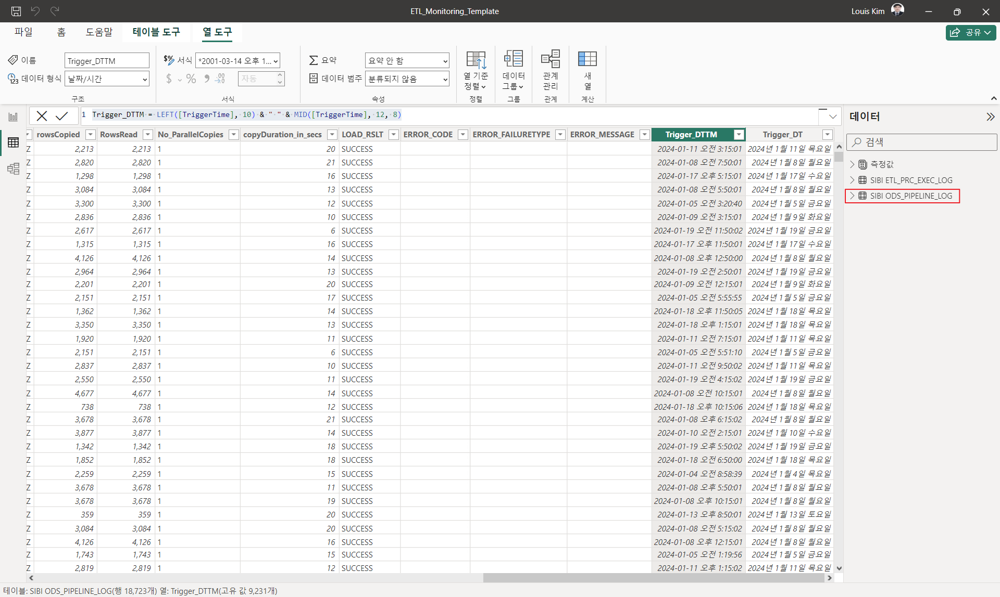 ETL_Monitoring_Template
Louis Kim
파일 홈 도움말 테이블 도구 열 도구
공유
이름 Trigger_DTTM
데이터 형식 날짜/시간
구조
서식 *2001-03-14 오후 1...
$ % 자동
서식
요약 요약 안 함
데이터 범주 분류되지 않음
속성
열 기준 정렬
정렬
데이터 그룹
그룹
관계 관리
관계
새 열
계산
1 Trigger_DTTM = LEFT([TriggerTime], 10) & " " & MID([TriggerTime], 12, 8)
rowsCopied RowsRead No_ParallelCopies copyDuration_in_secs LOAD_RSLT ERROR_CODE ERROR_FAILURETYPE ERROR_MESSAGE Trigger_DTTM Trigger_DT
Z 2,213 2,213 1 20 SUCCESS 2024-01-11 오전 3:15:01 2024년 1월 11일 목요일
Z 2,820 2,820 1 21 SUCCESS 2024-01-08 오전 7:50:01 2024년 1월 8일 월요일
Z 1,298 1,298 1 16 SUCCESS 2024-01-17 오후 5:15:01 2024년 1월 17일 수요일
Z 3,084 3,084 1 13 SUCCESS 2024-01-08 오전 5:50:01 2024년 1월 8일 월요일
Z 3,300 3,300 1 12 SUCCESS 2024-01-05 오전 3:20:40 2024년 1월 5일 금요일
Z 2,836 2,836 1 10 SUCCESS 2024-01-09 오전 3:15:01 2024년 1월 9일 화요일
Z 2,617 2,617 1 6 SUCCESS 2024-01-19 오전 11:50:02 2024년 1월 19일 금요일
Z 1,315 1,315 1 16 SUCCESS 2024-01-17 오후 11:50:01 2024년 1월 17일 수요일
Z 4,126 4,126 1 14 SUCCESS 2024-01-08 오후 12:50:00 2024년 1월 8일 월요일
Z 2,964 2,964 1 13 SUCCESS 2024-01-19 오전 2:50:01 2024년 1월 19일 금요일
Z 2,201 2,201 1 20 SUCCESS 2024-01-09 오전 12:15:01 2024년 1월 9일 화요일
Z 2,151 2,151 1 17 SUCCESS 2024-01-05 오전 5:55:55 2024년 1월 5일 금요일
Z 1,362 1,362 1 14 SUCCESS 2024-01-18 오후 11:50:05 2024년 1월 18일 목요일
Z 3,350 3,350 1 13 SUCCESS 2024-01-18 오후 1:15:01 2024년 1월 18일 목요일
Z 1,920 1,920 1 11 SUCCESS 2024-01-11 오전 7:15:01 2024년 1월 11일 목요일
Z 2,151 2,151 1 6 SUCCESS 2024-01-05 오전 5:51:10 2024년 1월 5일 금요일
Z 2,837 2,837 1 10 SUCCESS 2024-01-11 오전 9:50:02 2024년 1월 11일 목요일
Z 2,550 2,550 1 11 SUCCESS 2024-01-19 오전 4:15:02 2024년 1월 19일 금요일
Z 4,677 4,677 1 14 SUCCESS 2024-01-08 오전 10:15:01 2024년 1월 8일 월요일
Z 738 738 1 12 SUCCESS 2024-01-18 오후 10:15:06 2024년 1월 18일 목요일
Z 3,678 3,678 1 21 SUCCESS 2024-01-08 오후 6:15:02 2024년 1월 8일 월요일
Z 3,877 3,877 1 14 SUCCESS 2024-01-10 오전 2:15:01 2024년 1월 10일 수요일
Z 1,342 1,342 1 18 SUCCESS 2024-01-19 오전 5:50:02 2024년 1월 19일 금요일
Z 1,852 1,852 1 18 SUCCESS 2024-01-18 오전 6:50:00 2024년 1월 18일 목요일
Z 2,259 2,259 1 15 SUCCESS 2024-01-04 오전 8:58:39 2024년 1월 4일 목요일
Z 3,678 3,678 1 11 SUCCESS 2024-01-08 오후 5:50:01 2024년 1월 8일 월요일
Z 3,678 3,678 1 19 SUCCESS 2024-01-08 오후 10:15:01 2024년 1월 8일 월요일
Z 359 359 1 20 SUCCESS 2024-01-13 오후 8:50:01 2024년 1월 13일 토요일
Z 3,084 3,084 1 20 SUCCESS 2024-01-08 오전 5:15:02 2024년 1월 8일 월요일
Z 4,126 4,126 1 16 SUCCESS 2024-01-08 오후 12:15:01 2024년 1월 8일 월요일
Z 1,743 1,743 1 15 SUCCESS 2024-01-05 오전 1:19:56 2024년 1월 5일 금요일
Z 2,819 2,819 1 12 SUCCESS 2024-01-11 오전 1:15:02 2024년 1월 11일 목요일
데이터
검색
측정값
SIBI ETL_PRC_EXEC_LOG
SIBI ODS_PIPELINE_LOG
테이블: SIBI ODS_PIPELINE_LOG(행 18,723개) 열: Trigger_DTTM(고유 값 9,231개)